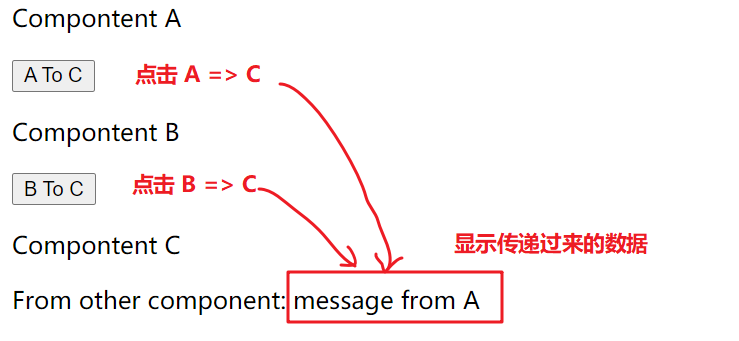 Compontent A
A To C
点击 A => C
Compontent B
B To C
点击 B => C
Compontent C
显示传递过来的数据
From other component: message from A